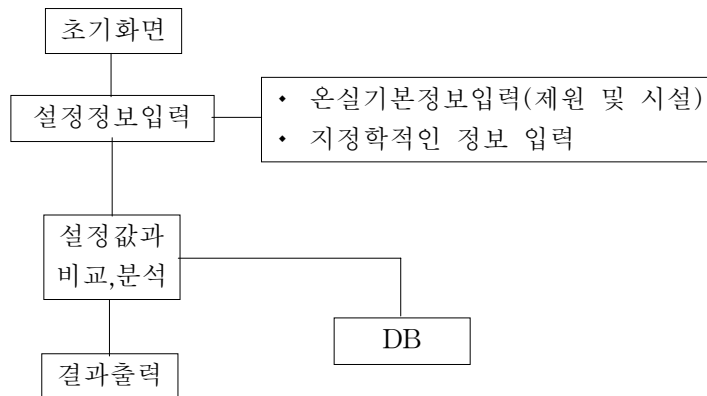 초기화면
설정정보입력
• 온실기본정보입력(제원 및 시설)
• 지정학적인 정보 입력
설정값과
비교,분석
DB
결과출력